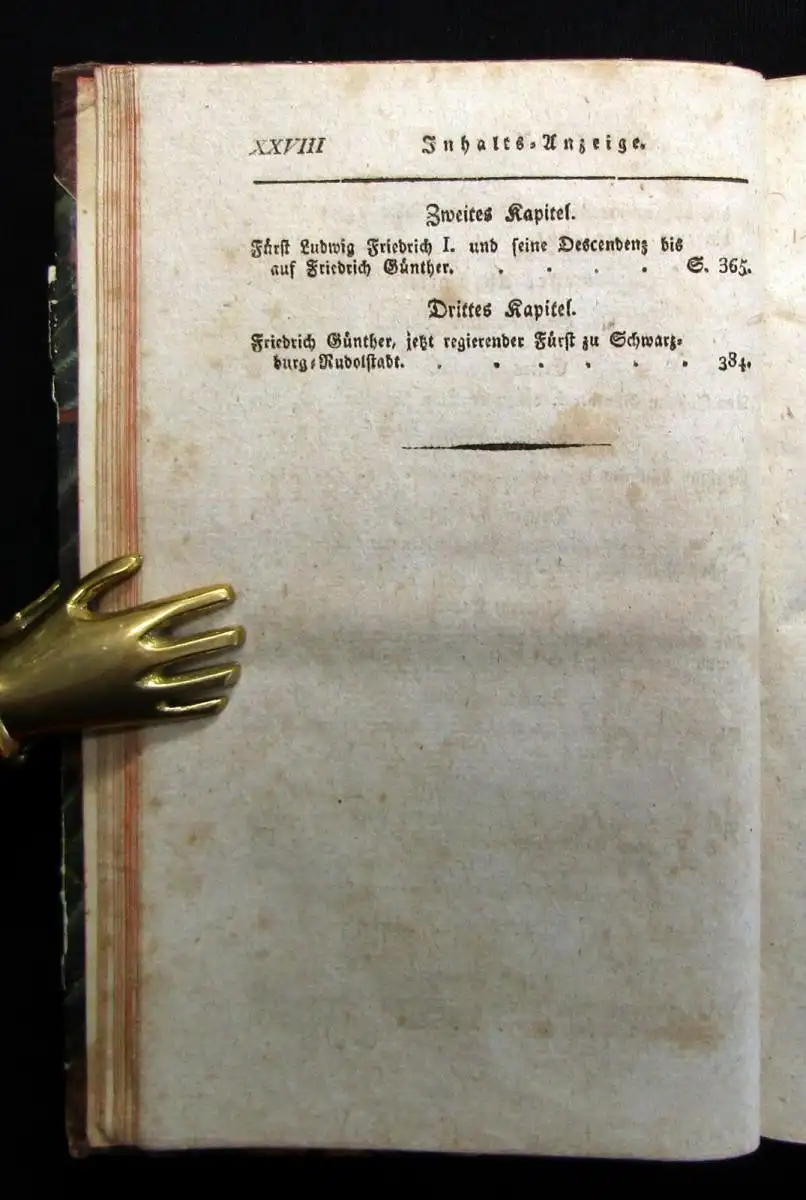 XXVIII Inhalts-Anzeige.
Zweites Kapitel.
Fürst Ludwig Friedrich I. und seine Descendenz bis
auf Friedrich Günther. . . . . S. 365.
Drittes Kapitel.
Friedrich Günther, jetzt regierender Fürst zu Schwarz-
burg-Rudolstadt. . . . . . . 384.